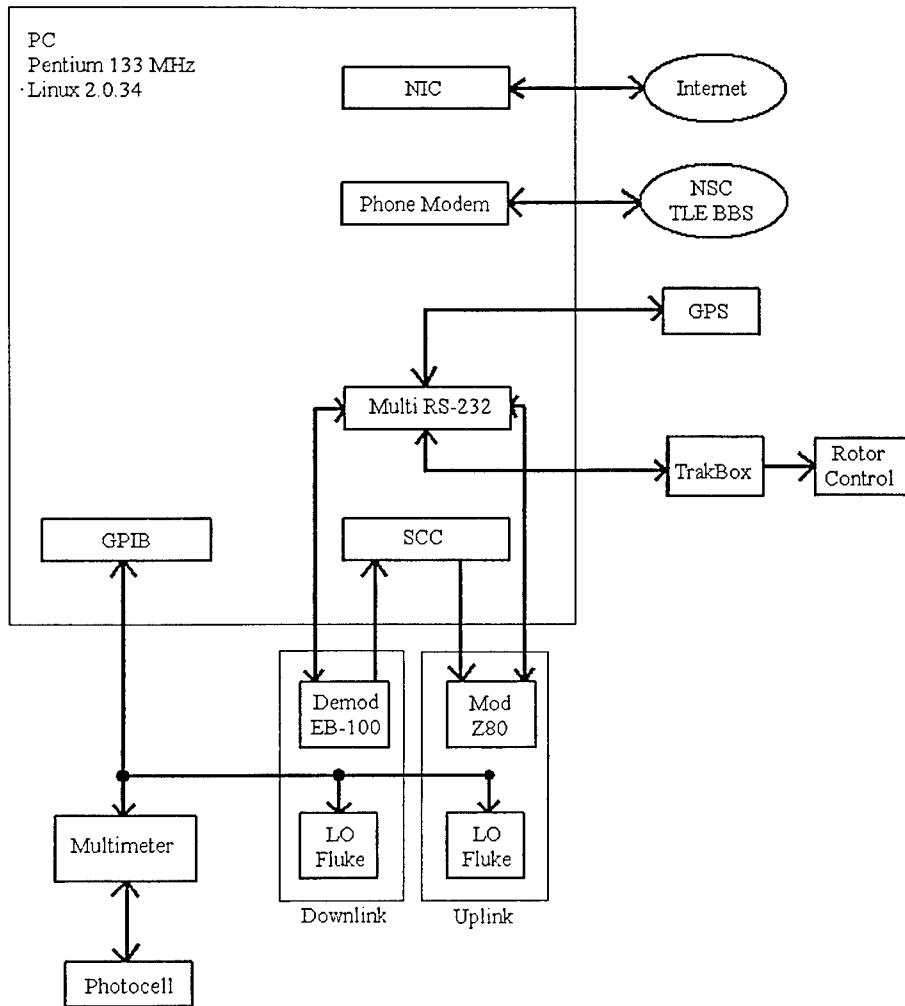 PC
Pentium 133 MHz
Linux 2.0.34
NIC
Internet
Phone Modem
NSC
TLE BBS
GPS
Multi RS-232
TrakBox
Rotor
Control
GPIB
SCC
Demod
EB-100
Mod
Z80
Multimeter
LO
Fluke
LO
Fluke
Downlink
Uplink
Photocell